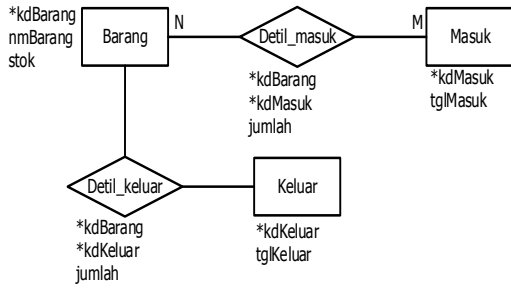 *kdBarang
nmBarang
stok
Barang
N
Detil_masuk
M
Masuk
*kdBarang
*kdMasuk
jumlah
*kdMasuk
tglMasuk
Detil_keluar
Keluar
*kdBarang
*kdKeluar
jumlah
*kdKeluar
tglKeluar